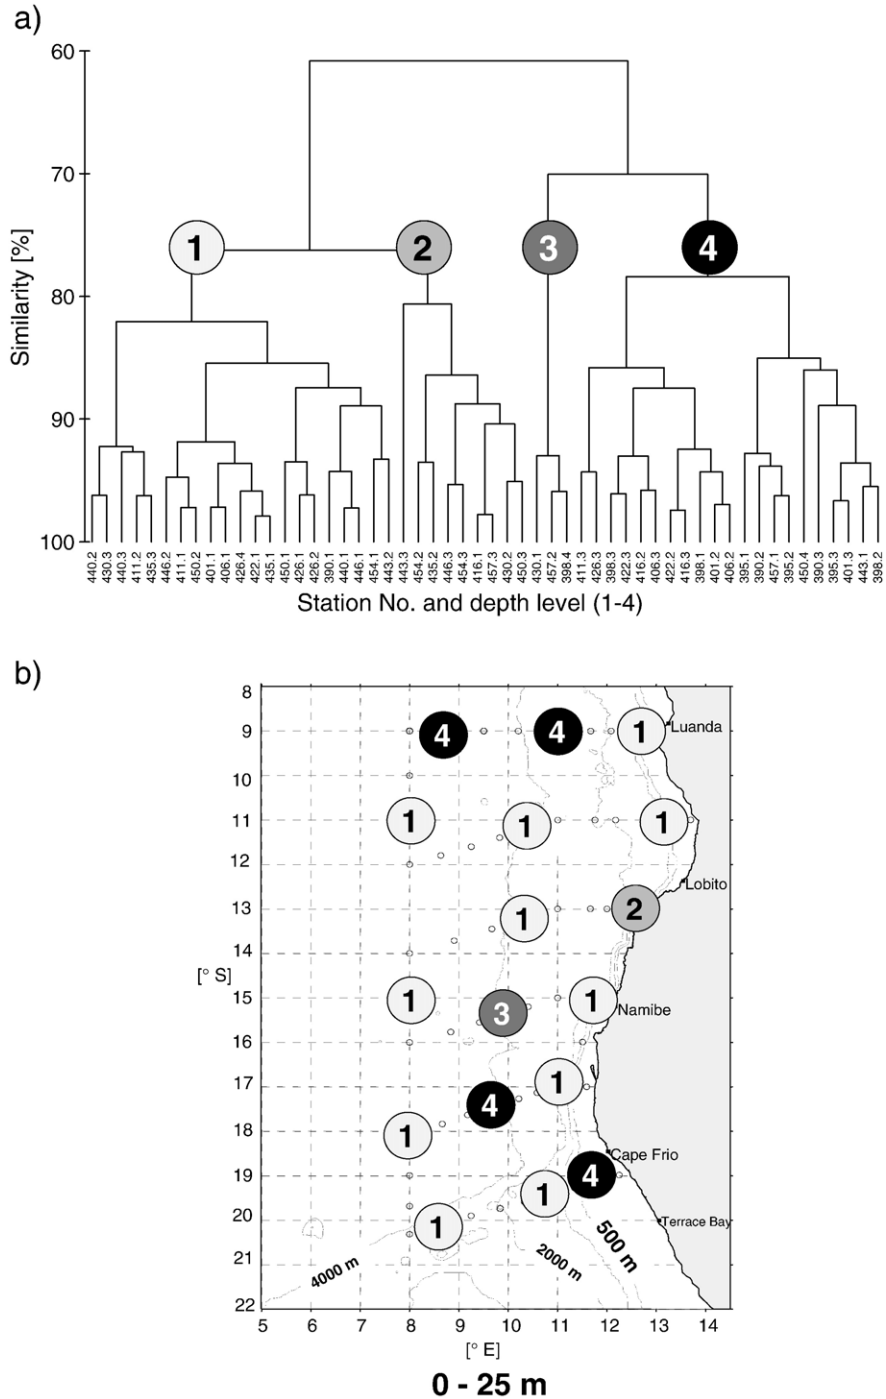 a)
60
70
80
90
100
Similarity [%]
1 2 3 4
440.2 430.3 440.3 411.2 435.3 446.2 411.1 450.2 401.1 406.1 426.4 422.1 435.1 450.1 426.1 426.2 390.1 440.1 446.1 454.1 443.2 443.3 454.2 435.2 446.3 454.3 416.1 457.3 430.2 450.3 430.1 457.2 398.4 411.3 426.3 398.3 422.3 416.2 406.3 422.2 416.3 398.1 401.2 406.2 395.1 390.2 457.1 395.2 450.4 390.3 395.3 401.3 443.1 398.2
Station No. and depth level (1-4)
b)
8
9 4 4 1 Luanda
10
11 1 1 1
12 Lobito
13 1 2
14
[° S]
15 1 3 1 Namibe
16
17 1
4
18 1
Cape Frio
19 1 4
20 1 Terrace Bay
21 4000 m 2000 m 500 m
22
5 6 7 8 9 10 11 12 13 14
[° E]
0 - 25 m